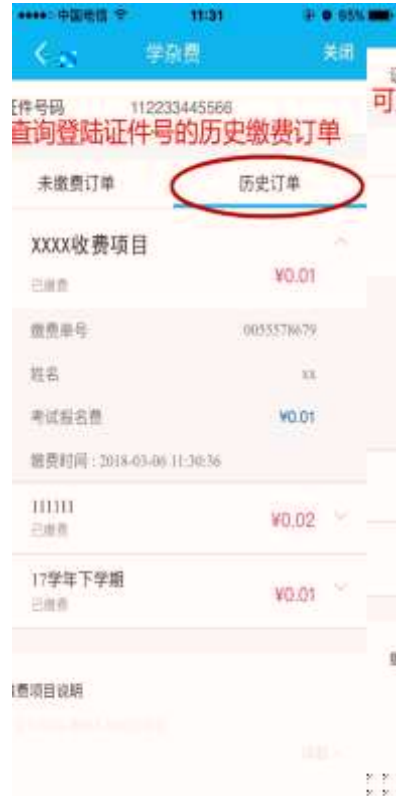 中国电信 11:31 95%
学杂费 关闭
证件号码 112233445566
查询登陆证件号的历史缴费订单
可
未缴费订单 历史订单
XXXX收费项目
已缴费 ¥0.01
缴费单号 0055578679
姓名 xx
考试报名费 ¥0.01
缴费时间 : 2018-03-06 11:30:36
111111
已缴费 ¥0.02
17学年下学期
已缴费 ¥0.01
费项目说明